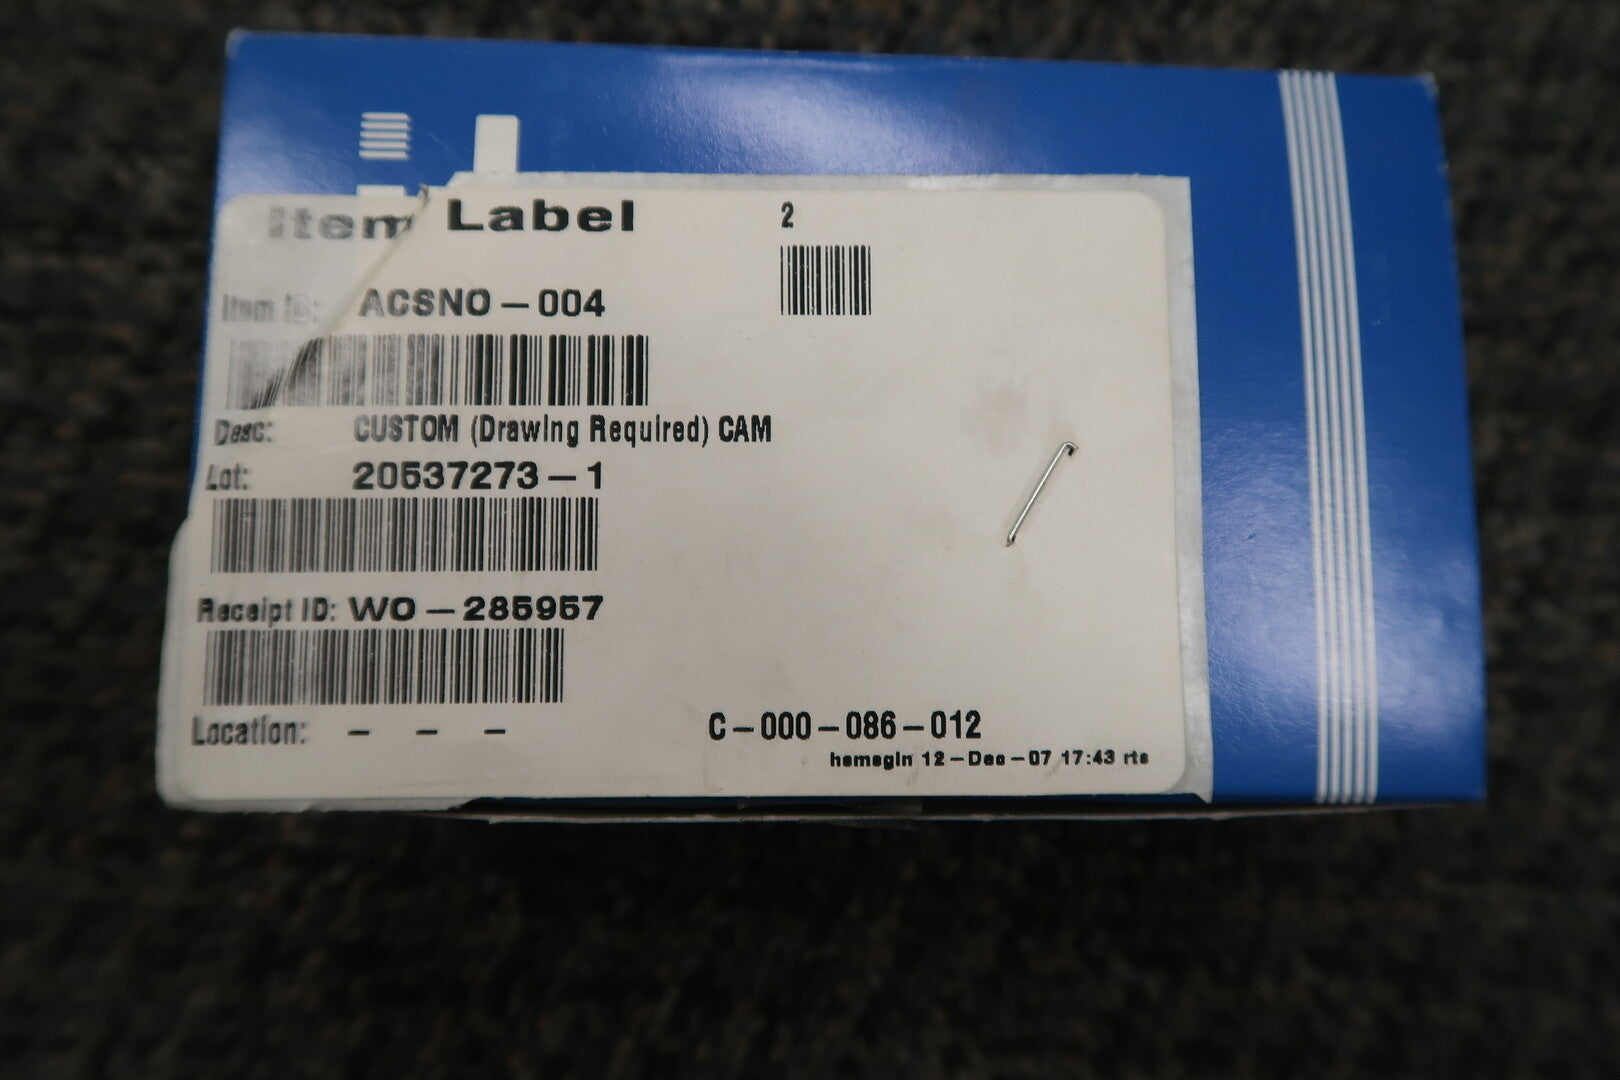 Item Label 2
Item ID: ACSNO-004
Desc: CUSTOM (Drawing Required) CAM
Lot: 20537273-1
Receipt ID: WO-285957
Location: - - -
C-000-086-012
hemsgin 12-Dec-07 17:43 rts